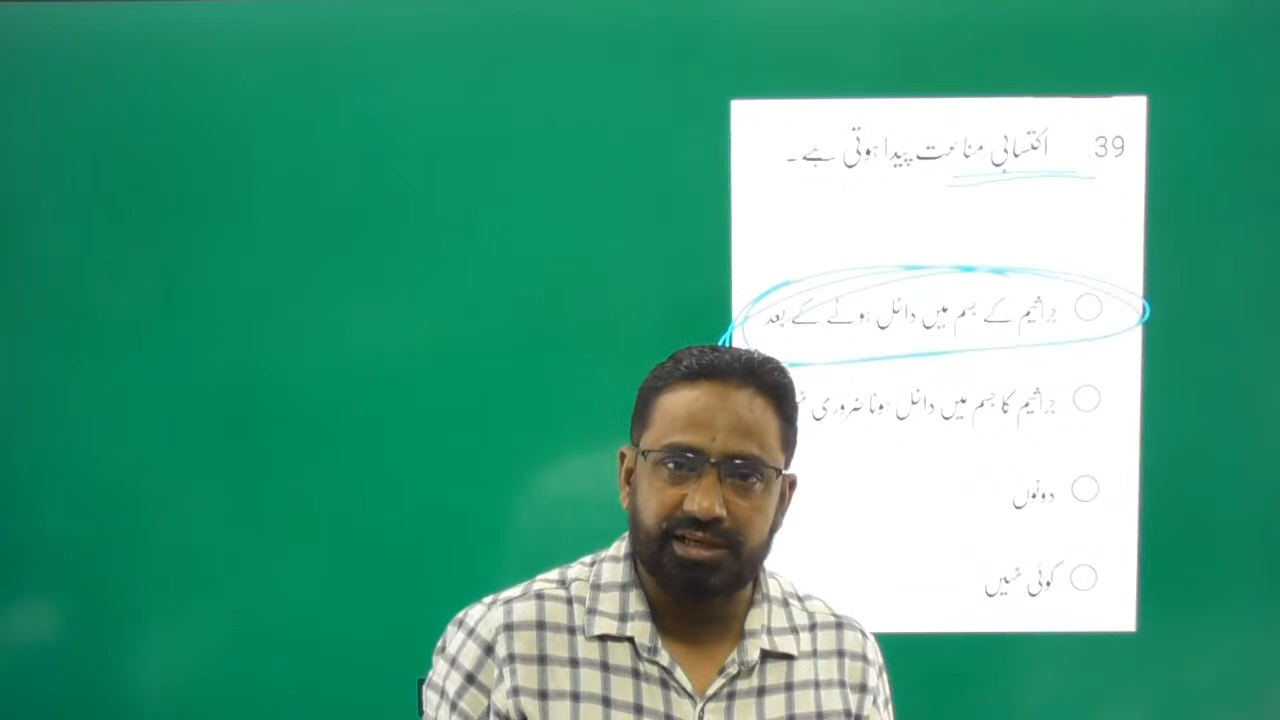 39. اکتسابی مناعت پیدا ہوتی ہے۔
جراثیم کے جسم میں داخل ہونے کے بعد
جراثیم کا جسم میں داخل ہونا ضروری
دونوں
کوئی نہیں